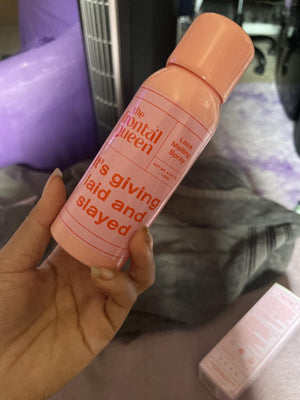 the
frontal
queen
Lace
Melting
Spray
it's giving
laid and
slayed